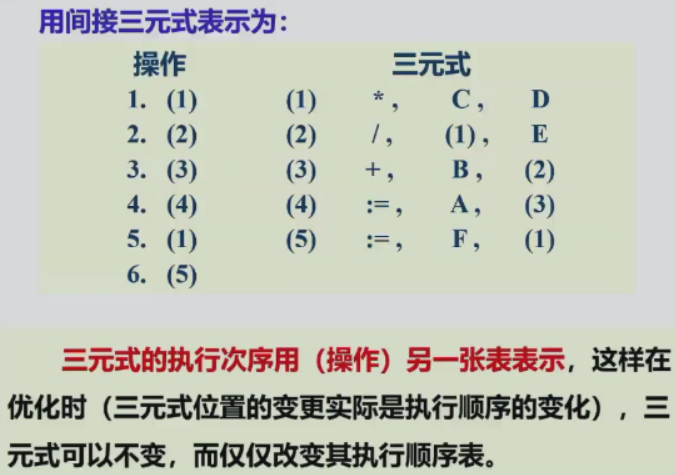 用间接三元式表示为：
操作 三元式
1. (1) (1) *, C, D
2. (2) (2) /, (1), E
3. (3) (3) +, B, (2)
4. (4) (4) :=, A, (3)
5. (1) (5) :=, F, (1)
6. (5)
三元式的执行次序用（操作）另一张表表示，这样在
优化时（三元式位置的变更实际是执行顺序的变化），三
元式可以不变，而仅仅改变其执行顺序表。